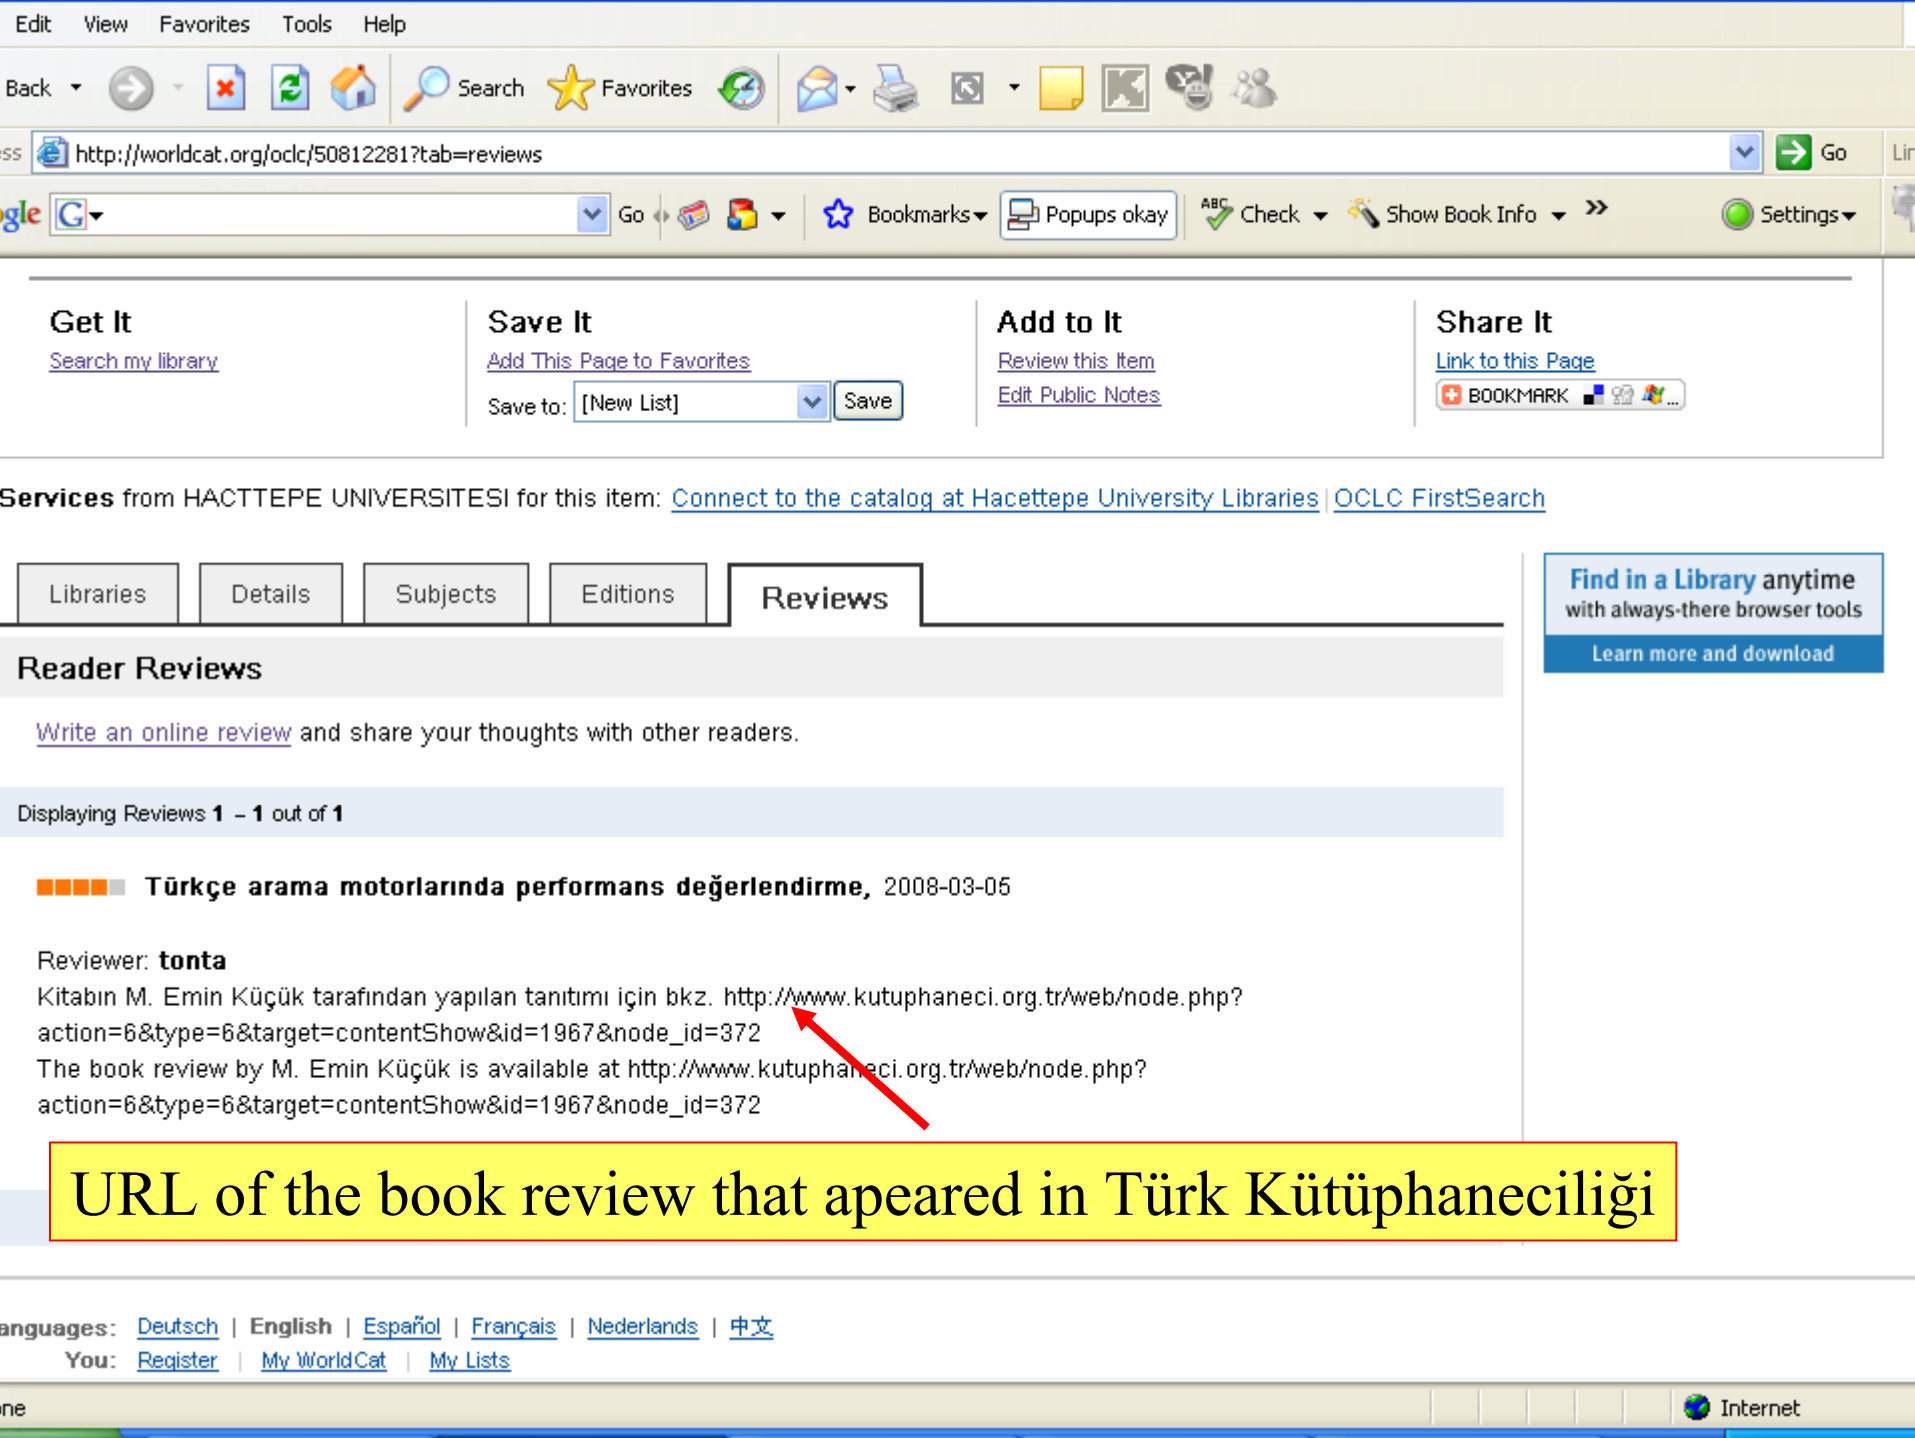 Edit View Favorites Tools Help
Back Search Favorites
http://worldcat.org/oclc/50812281?tab=reviews Go
G Go Bookmarks Popups okay ABC Check Show Book Info » Settings
Get It Save It Add to It Share It
Search my library Add This Page to Favorites Review this Item Link to this Page
Save to: [New List] Save Edit Public Notes BOOKMARK ...
Services from HACTTEPE UNIVERSITESI for this item: Connect to the catalog at Hacettepe University Libraries | OCLC FirstSearch
Libraries Details Subjects Editions Reviews
Find in a Library anytime
with always-there browser tools
Learn more and download
Reader Reviews
Write an online review and share your thoughts with other readers.
Displaying Reviews 1 – 1 out of 1
Türkçe arama motorlarında performans değerlendirme, 2008-03-05
Reviewer: tonta
Kitabın M. Emin Küçük tarafından yapılan tanıtımı için bkz. http://www.kutuphaneci.org.tr/web/node.php?
action=6&type=6&target=contentShow&id=1967&node_id=372
The book review by M. Emin Küçük is available at http://www.kutuphaneci.org.tr/web/node.php?
action=6&type=6&target=contentShow&id=1967&node_id=372
URL of the book review that apeared in Türk Kütüphaneciliği
anguages: Deutsch | English | Español | Français | Nederlands | 中文
You: Register | My WorldCat | My Lists
Internet